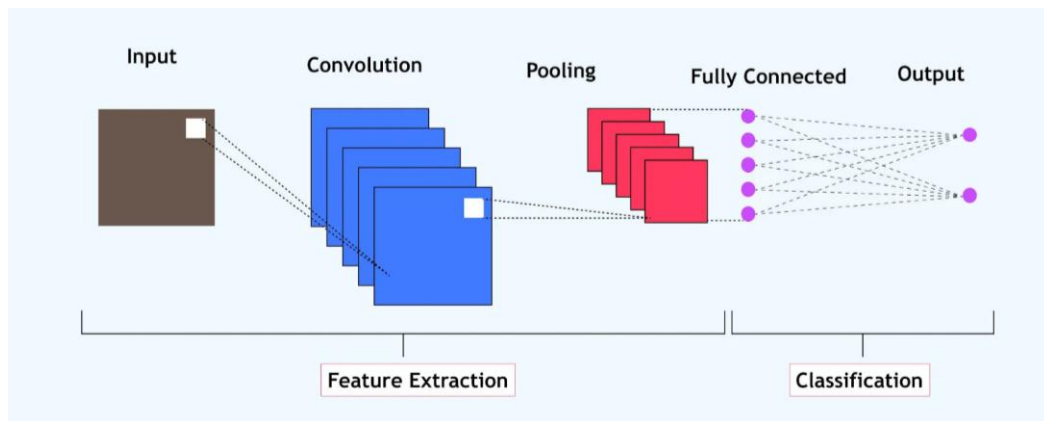 Input
Convolution
Pooling
Fully Connected
Output
Feature Extraction
Classification